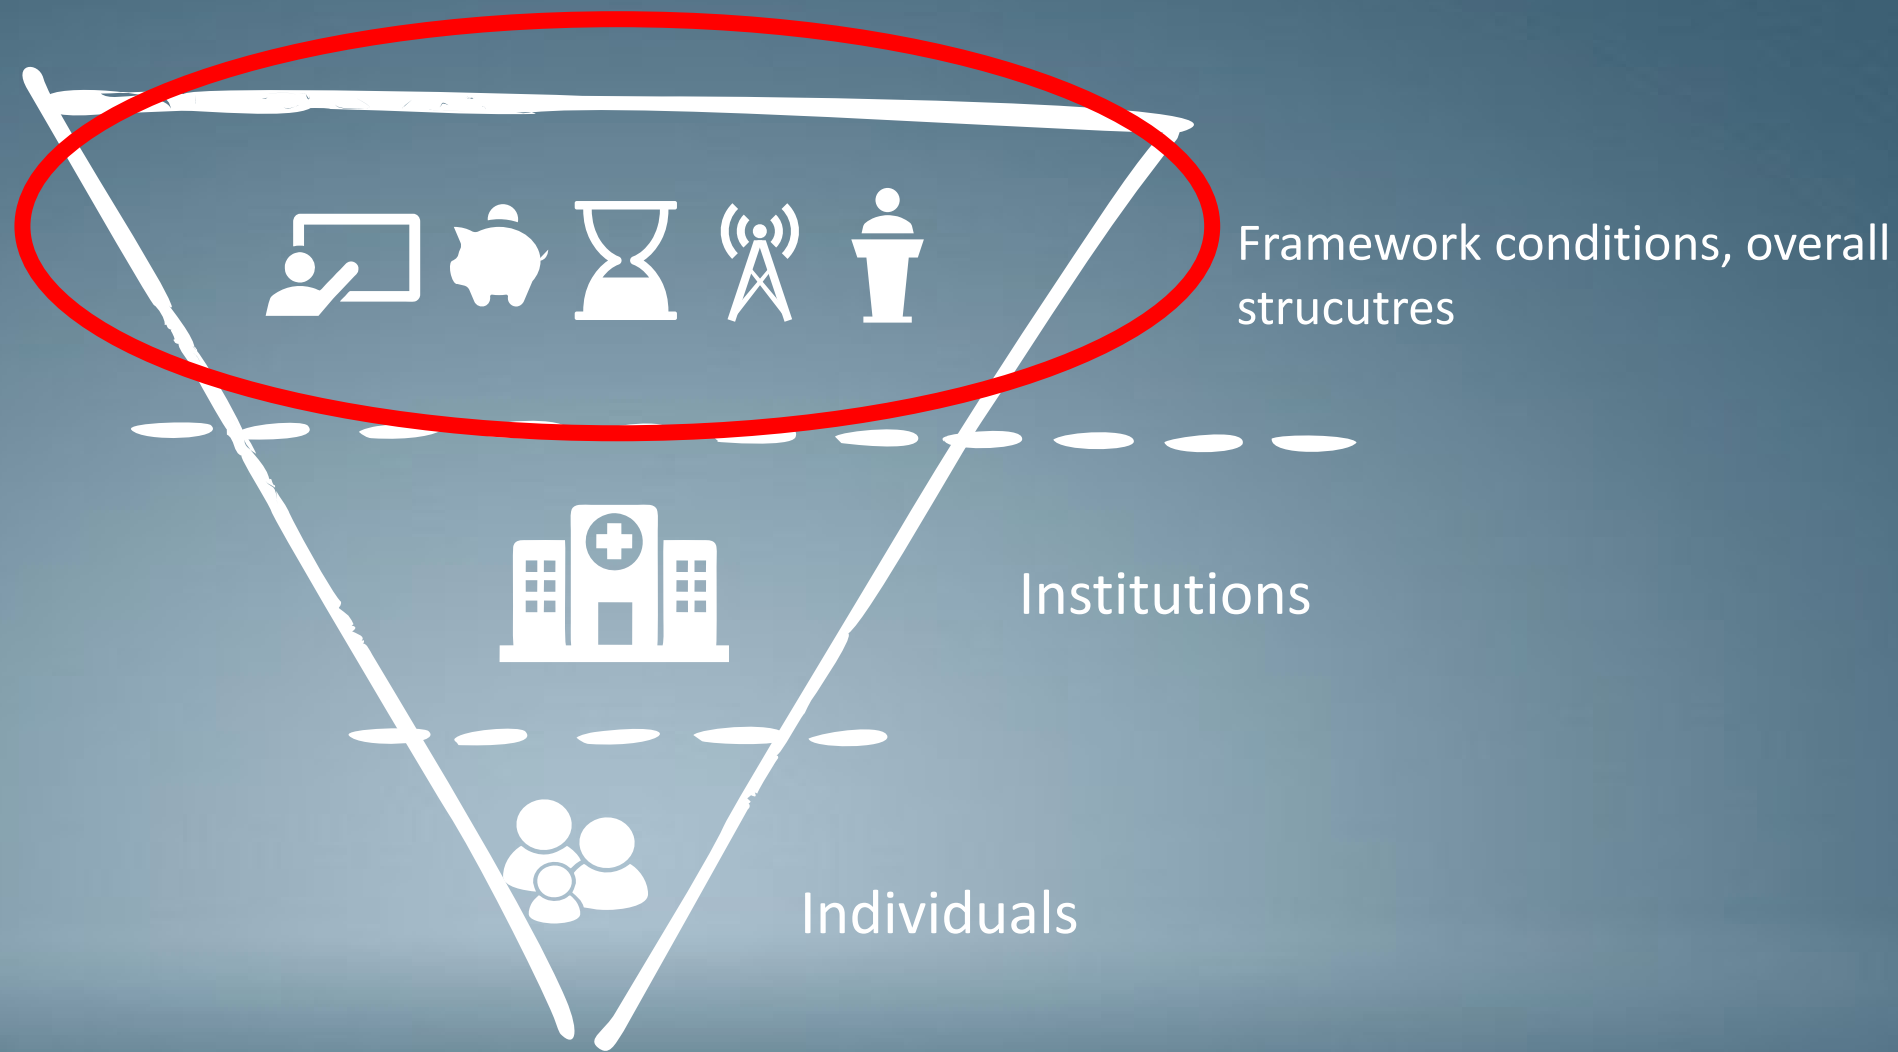 Framework conditions, overall
strucutres
Institutions
Individuals